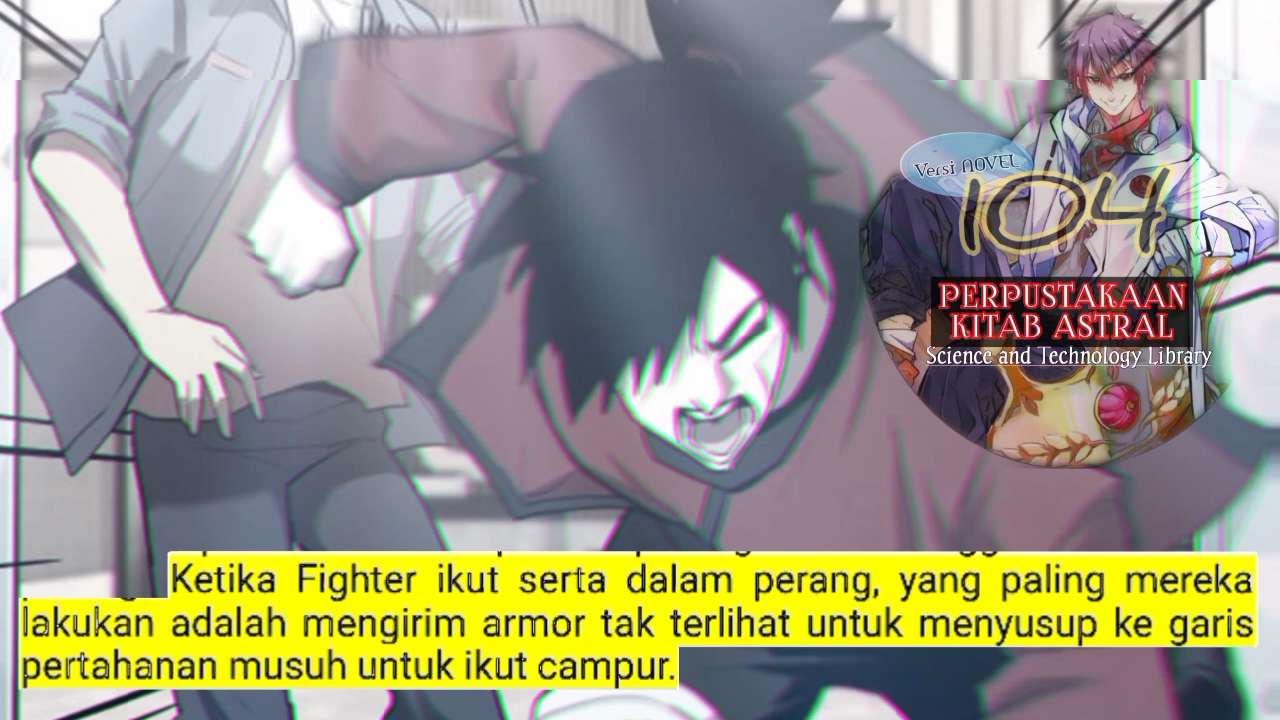 Versi NOVEL
104
PERPUSTAKAAN
KITAB ASTRAL
Science and Technology Library
Ketika Fighter ikut serta dalam perang, yang paling mereka
lakukan adalah mengirim armor tak terlihat untuk menyusup ke garis
pertahanan musuh untuk ikut campur.